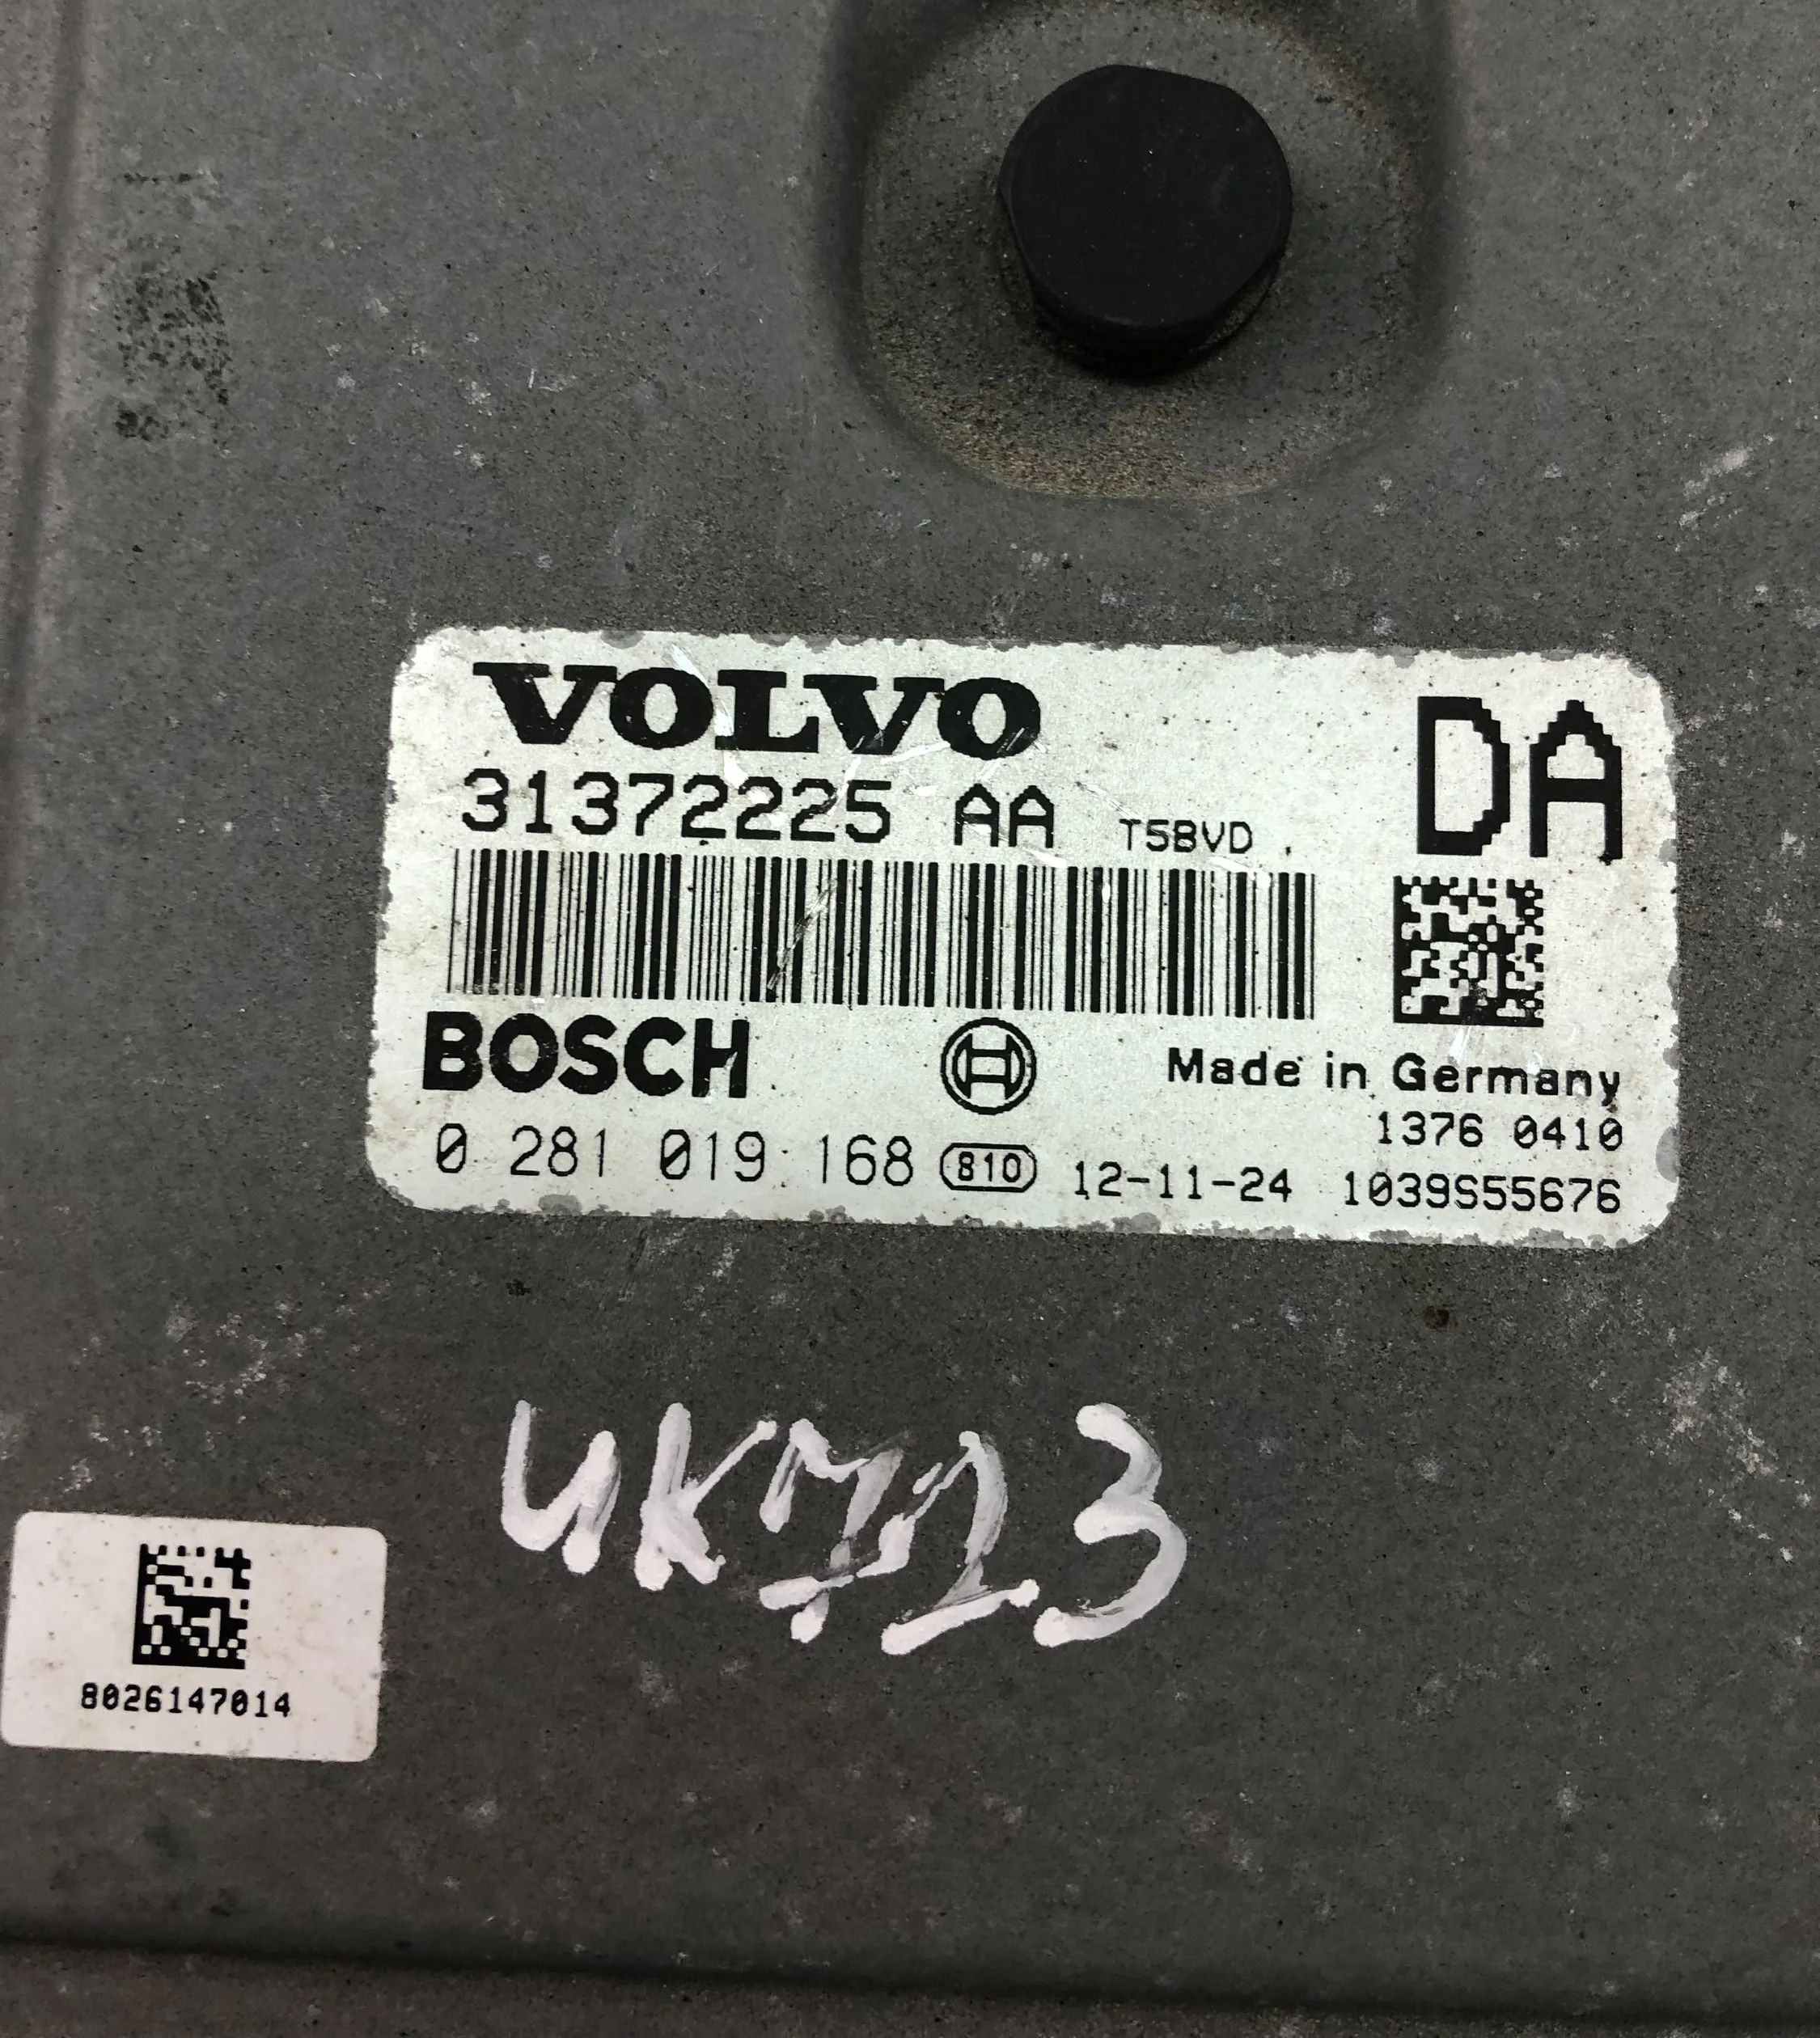 VOLVO
DA
31372225 AA T5BVD .
BOSCH
Made in Germany
1376 0410
0 281 019 168 810 12-11-24 1039S55676
UK723
8026147014